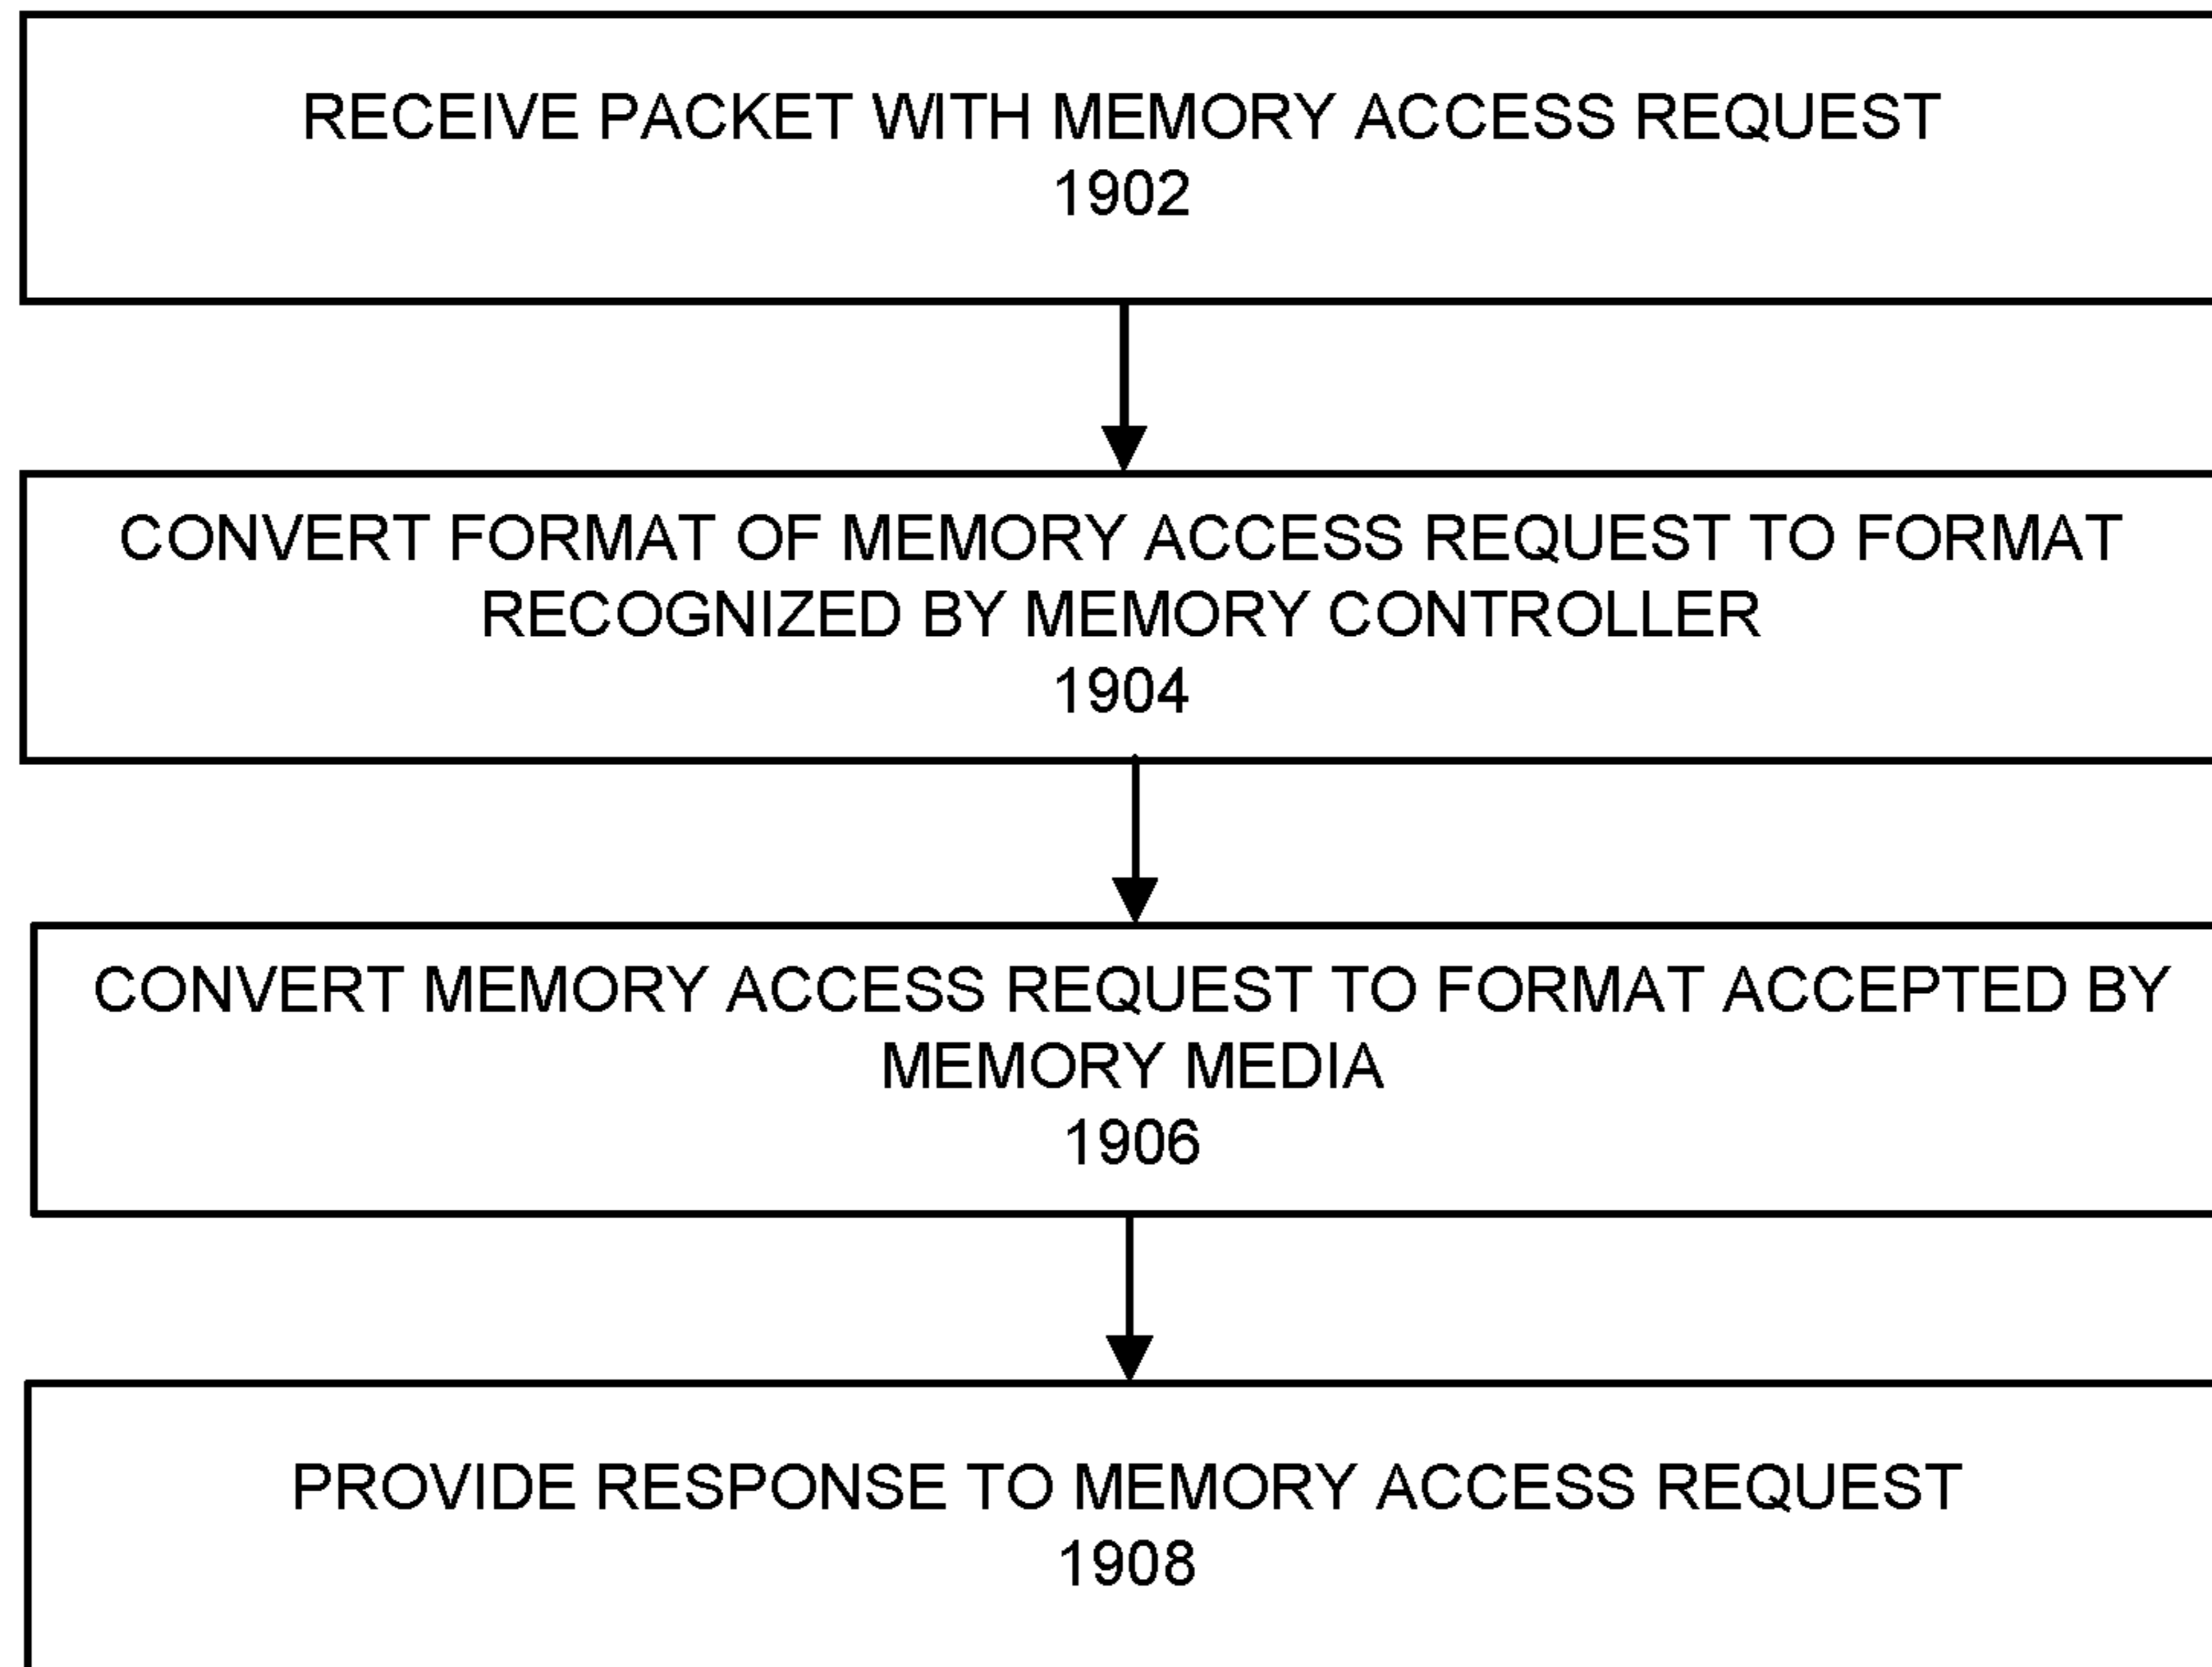 RECEIVE PACKET WITH MEMORY ACCESS REQUEST
1902
CONVERT FORMAT OF MEMORY ACCESS REQUEST TO FORMAT
RECOGNIZED BY MEMORY CONTROLLER
1904
CONVERT MEMORY ACCESS REQUEST TO FORMAT ACCEPTED BY
MEMORY MEDIA
1906
PROVIDE RESPONSE TO MEMORY ACCESS REQUEST
1908